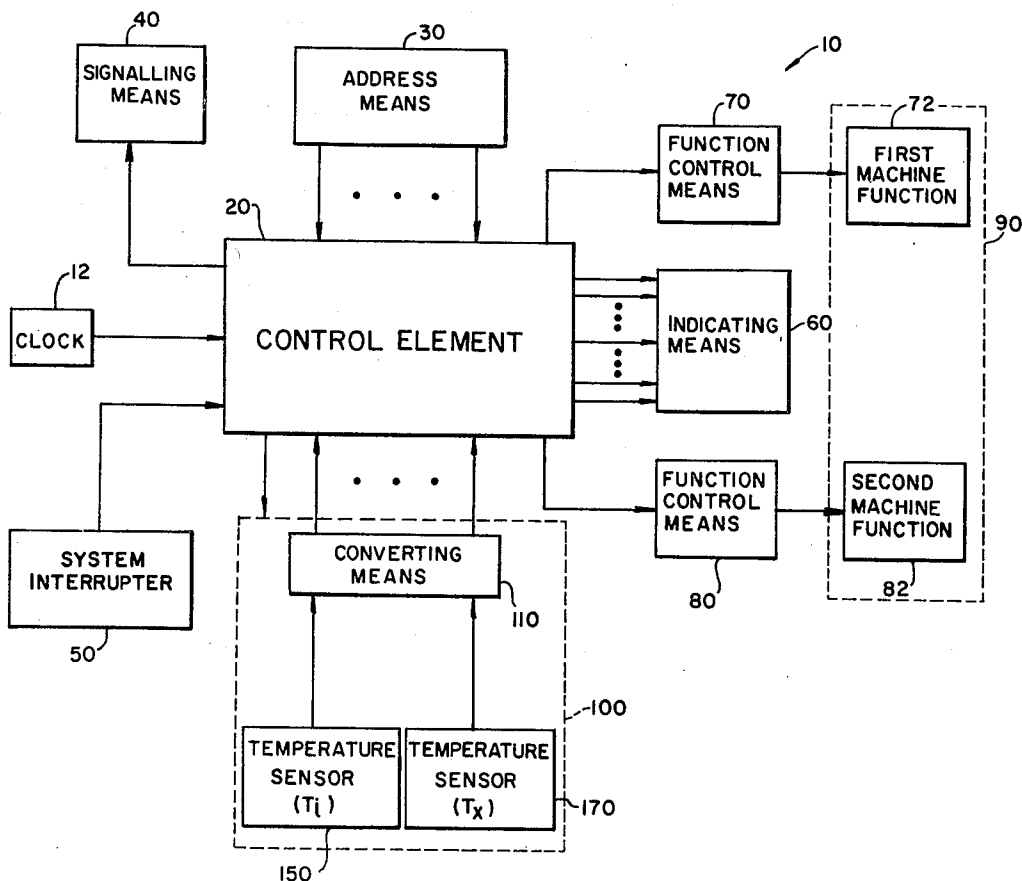 40
SIGNALLING
MEANS
30
ADDRESS
MEANS
10
70
FUNCTION
CONTROL
MEANS
72
FIRST
MACHINE
FUNCTION
90
20
CONTROL ELEMENT
12
CLOCK
INDICATING
MEANS
60
SYSTEM
INTERRUPTER
50
FUNCTION
CONTROL
MEANS
80
SECOND
MACHINE
FUNCTION
82
CONVERTING
MEANS
110
100
TEMPERATURE
SENSOR
(Ti)
150
TEMPERATURE
SENSOR
(Tx)
170